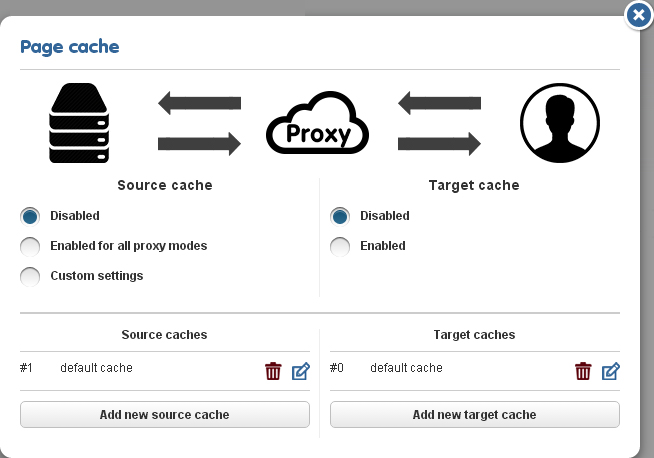 Page cache
Proxy
Source cache
Target cache
Disabled
Enabled for all proxy modes
Custom settings
Disabled
Enabled
Source caches
#1 default cache
Add new source cache
Target caches
#0 default cache
Add new target cache